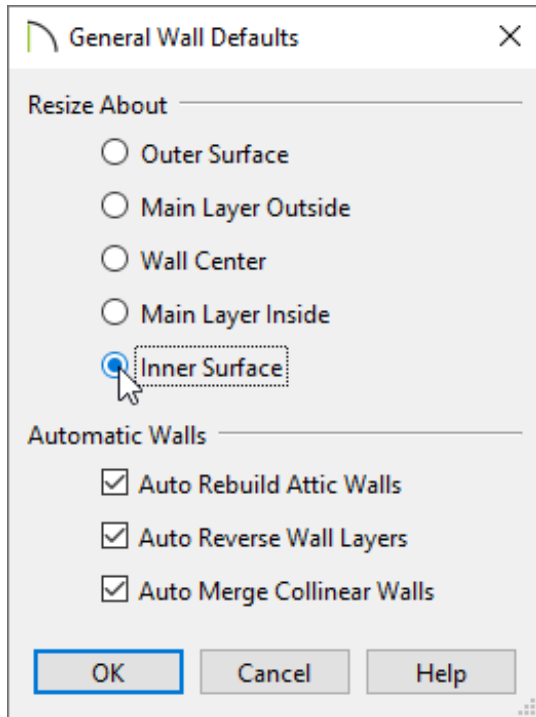 General Wall Defaults
Resize About
Outer Surface
Main Layer Outside
Wall Center
Main Layer Inside
Inner Surface
Automatic Walls
Auto Rebuild Attic Walls
Auto Reverse Wall Layers
Auto Merge Collinear Walls
OK Cancel Help